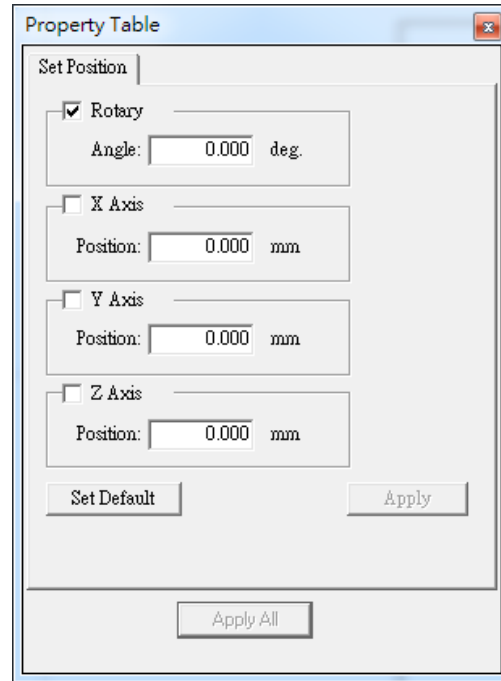 Property Table
Set Position
Rotary
Angle: 0.000 deg.
X Axis
Position: 0.000 mm
Y Axis
Position: 0.000 mm
Z Axis
Position: 0.000 mm
Set Default Apply
Apply All